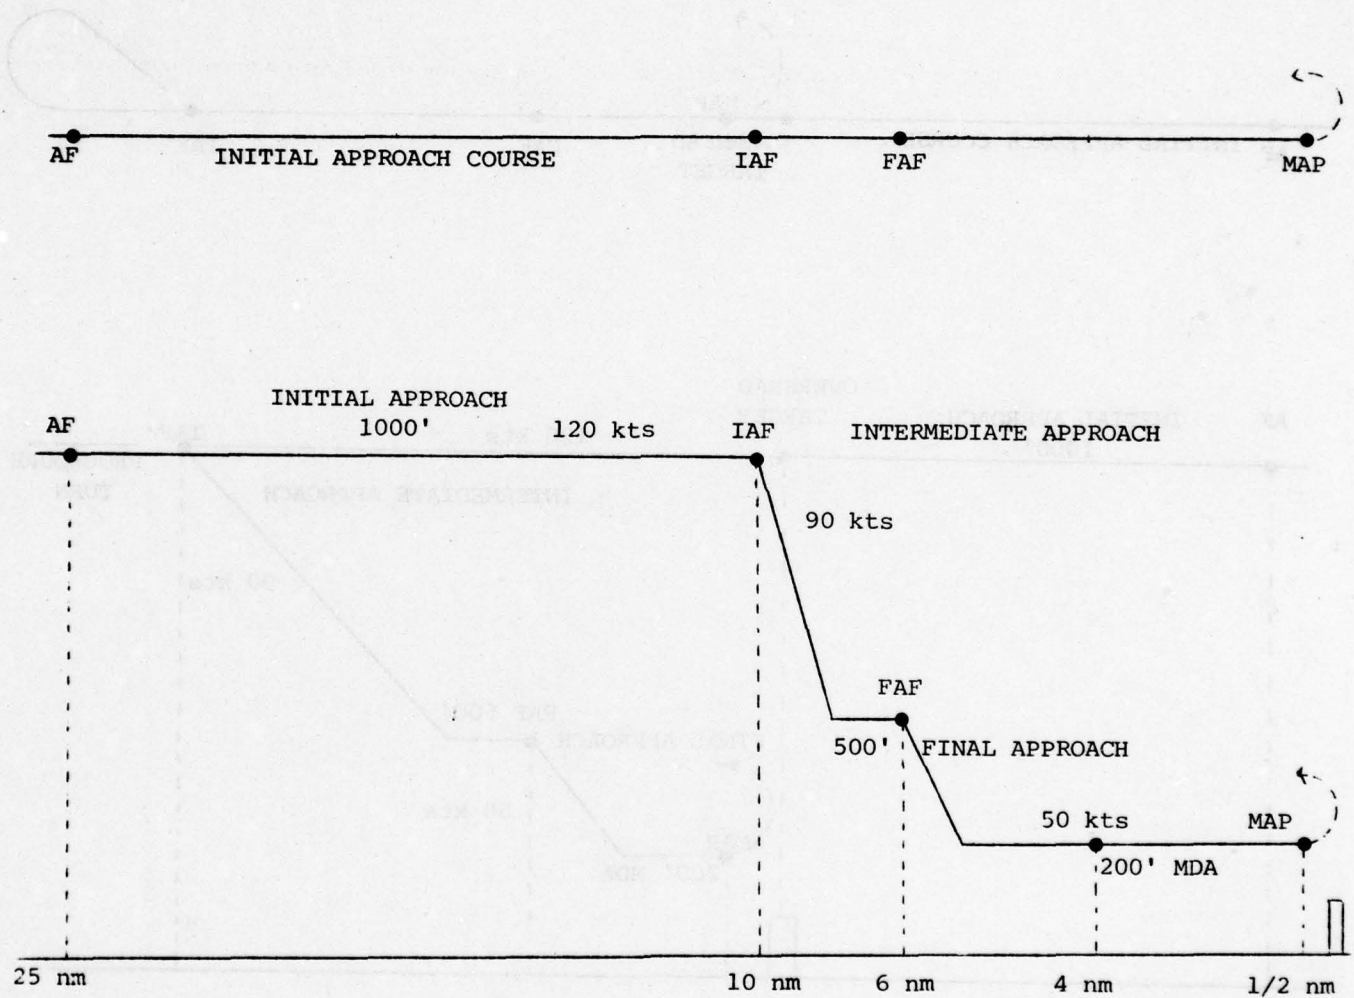 AF
INITIAL APPROACH COURSE
IAF
FAF
MAP
INITIAL APPROACH
AF
1000'
120 kts
IAF
INTERMEDIATE APPROACH
90 kts
FAF
500'
FINAL APPROACH
50 kts
MAP
200' MDA
25 nm
10 nm
6 nm
4 nm
1/2 nm